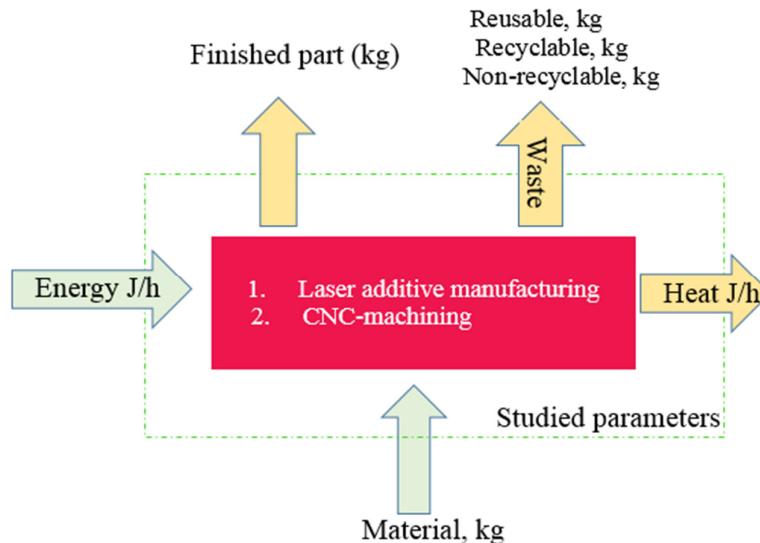 Reusable, kg
Recyclable, kg
Non-recyclable, kg
Finished part (kg)
Waste
Energy J/h
1. Laser additive manufacturing
2. CNC-machining
Heat J/h
Studied parameters
Material, kg